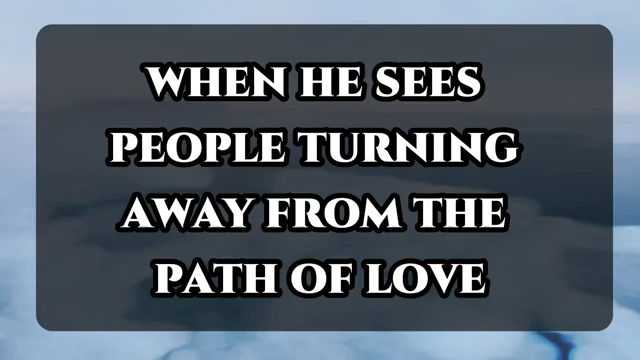 WHEN HE SEES
PEOPLE TURNING
AWAY FROM THE
PATH OF LOVE